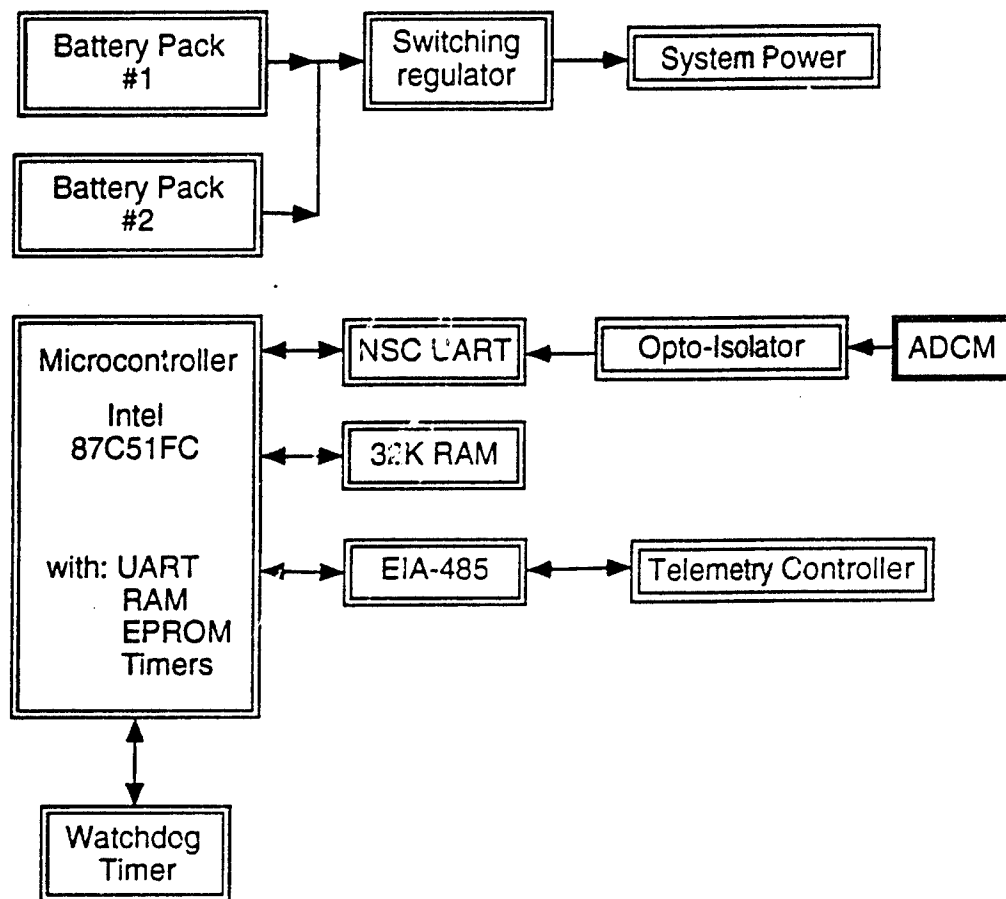 Battery Pack
#1
Switching
regulator
System Power
Battery Pack
#2
Microcontroller
Intel
87C51FC
with: UART
RAM
EPROM
Timers
NSC UART
Opto-Isolator
ADCM
32K RAM
EIA-485
Telemetry Controller
Watchdog
Timer